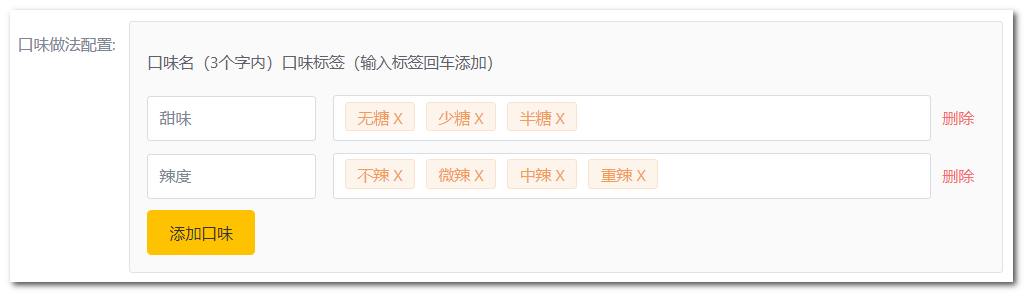 口味做法配置:
口味名（3个字内）口味标签（输入标签回车添加）
甜味 无糖 X 少糖 X 半糖 X 删除
辣度 不辣 X 微辣 X 中辣 X 重辣 X 删除
添加口味